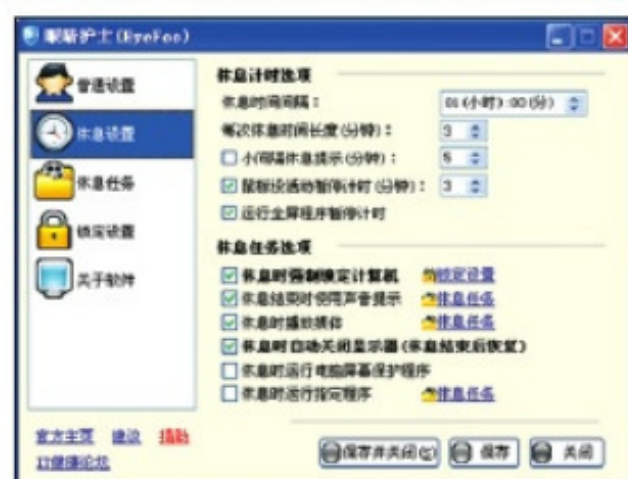 眼睛护士(EyeFoo)
普通设置
休息设置
休息任务
锁定设置
关于软件
官方主页 建议 捐助
IT健康论坛
休息计时选项
休息时间间隔： 01(小时):00(分)
每次休息时间长度(分钟)： 3
小间隔休息提示(分钟)： 5
鼠标没活动暂停计时(分钟)： 3
运行全屏程序暂停计时
休息任务选项
休息时强制锁定计算机 锁定设置
休息结束时使用声音提示 休息任务
休息时播放媒体 休息任务
休息时自动关闭显示器(休息结束后恢复)
休息时运行电脑屏幕保护程序
休息时运行指定程序 休息任务
保存并关闭(C) 保存 关闭